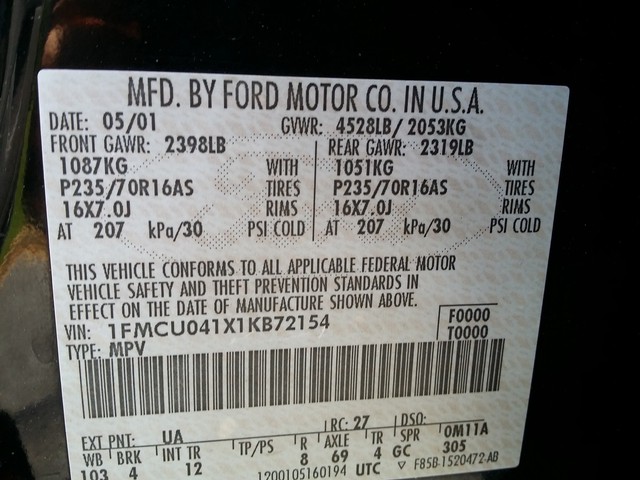 MFD. BY FORD MOTOR CO. IN U.S.A.
DATE: 05/01 GVWR: 4528LB/ 2053KG
FRONT GAWR: 2398LB REAR GAWR: 2319LB
1087KG WITH 1051KG WITH
P235/70R16AS TIRES P235/70R16AS TIRES
16X7.0J RIMS 16X7.0J RIMS
AT 207 kPa/30 PSI COLD AT 207 kPa/30 PSI COLD
THIS VEHICLE CONFORMS TO ALL APPLICABLE FEDERAL MOTOR
VEHICLE SAFETY AND THEFT PREVENTION STANDARDS IN
EFFECT ON THE DATE OF MANUFACTURE SHOWN ABOVE.
VIN: 1FMCU041X1KB72154 F0000
TYPE: MPV T0000
EXT PNT: UA RC: 27 DSO:
WB BRK INT TR TP/PS R AXLE TR SPR 0M11A
103 4 12 8 69 4 GC 305
1200105160194 UTC F85B-1520472-AB